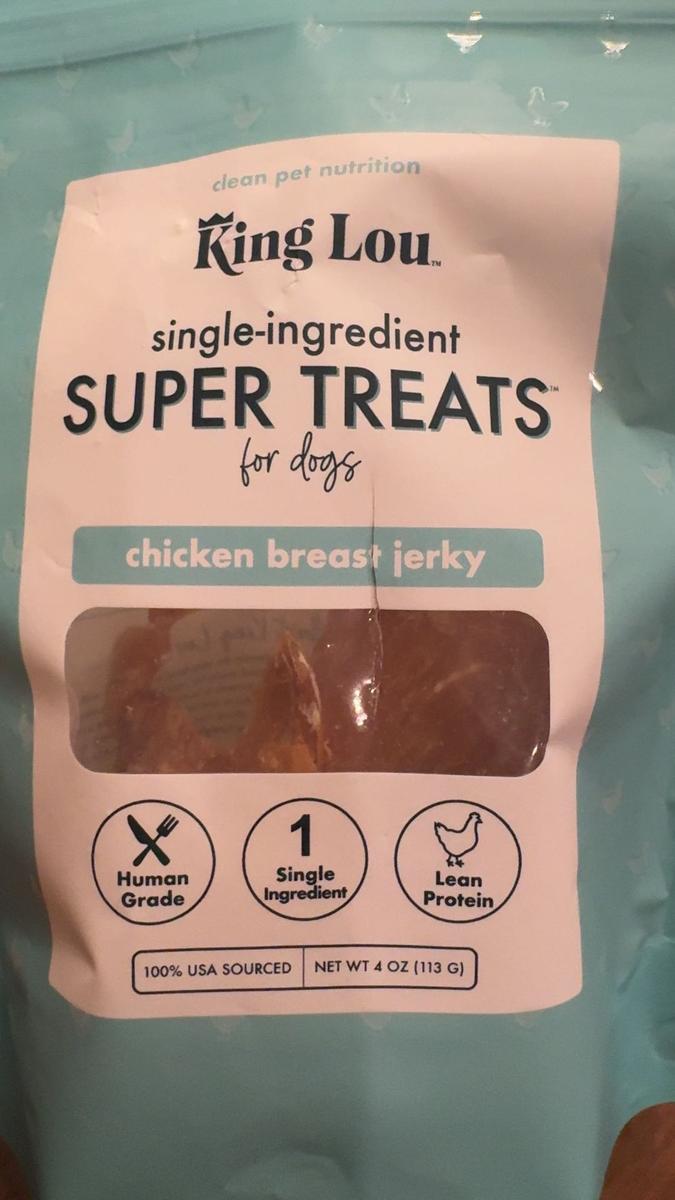 clean pet nutrition
King Lou™
single-ingredient
SUPER TREATS™
for dogs
chicken breast jerky
Human
Grade
1
Single
Ingredient
Lean
Protein
100% USA SOURCED
NET WT 4 OZ (113 G)